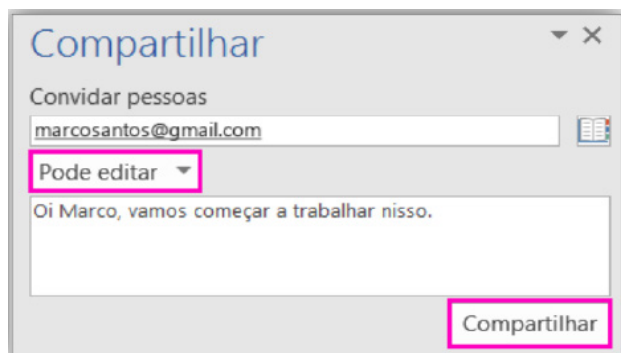 Compartilhar
Convidar pessoas
marcosantos@gmail.com
Pode editar
Oi Marco, vamos começar a trabalhar nisso.
Compartilhar